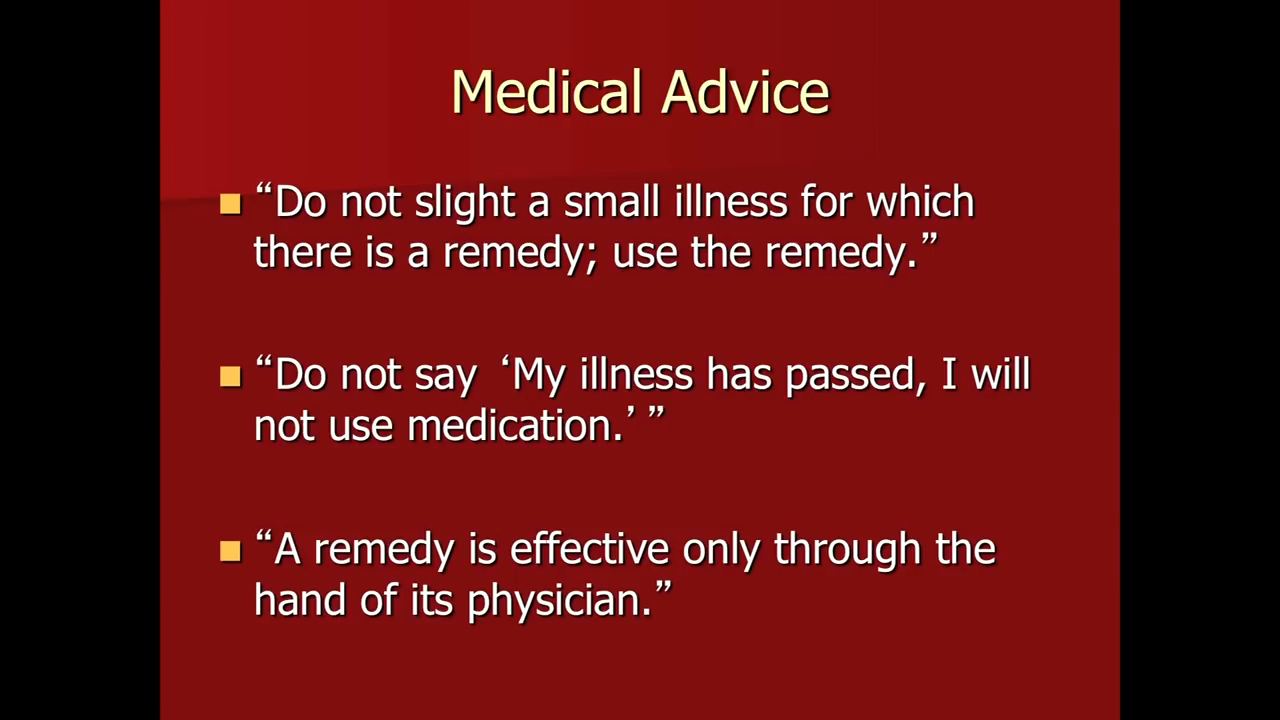 Medical Advice
“Do not slight a small illness for which
there is a remedy; use the remedy.”
“Do not say ‘My illness has passed, I will
not use medication.’”
“A remedy is effective only through the
hand of its physician.”